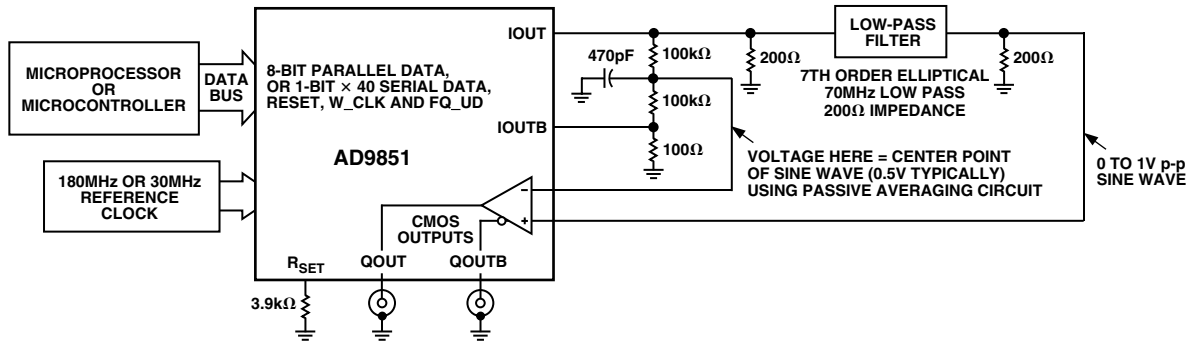 MICROPROCESSOR
OR
MICROCONTROLLER
DATA
BUS
180MHz OR 30MHz
REFERENCE
CLOCK
8-BIT PARALLEL DATA,
OR 1-BIT × 40 SERIAL DATA,
RESET, W_CLK AND FQ_UD
AD9851
IOUT
IOUTB
CMOS
OUTPUTS
–
+
RSET
QOUT
QOUTB
3.9kΩ
470pF
100kΩ
100kΩ
100Ω
200Ω
LOW-PASS
FILTER
7TH ORDER ELLIPTICAL
70MHz LOW PASS
200Ω IMPEDANCE
200Ω
VOLTAGE HERE = CENTER POINT
OF SINE WAVE (0.5V TYPICALLY)
USING PASSIVE AVERAGING CIRCUIT
0 TO 1V p-p
SINE WAVE